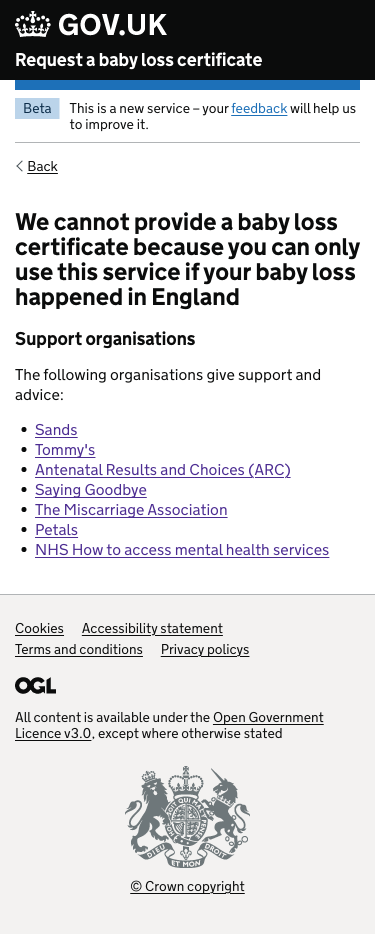 GOV.UK
Request a baby loss certificate
Beta
This is a new service – your feedback will help us
to improve it.
Back
We cannot provide a baby loss
certificate because you can only
use this service if your baby loss
happened in England
Support organisations
The following organisations give support and
advice:
• Sands
• Tommy's
• Antenatal Results and Choices (ARC)
• Saying Goodbye
• The Miscarriage Association
• Petals
• NHS How to access mental health services
Cookies Accessibility statement
Terms and conditions Privacy policys
OGL
All content is available under the Open Government
Licence v3.0, except where otherwise stated
DIEU ET MON DROIT
© Crown copyright